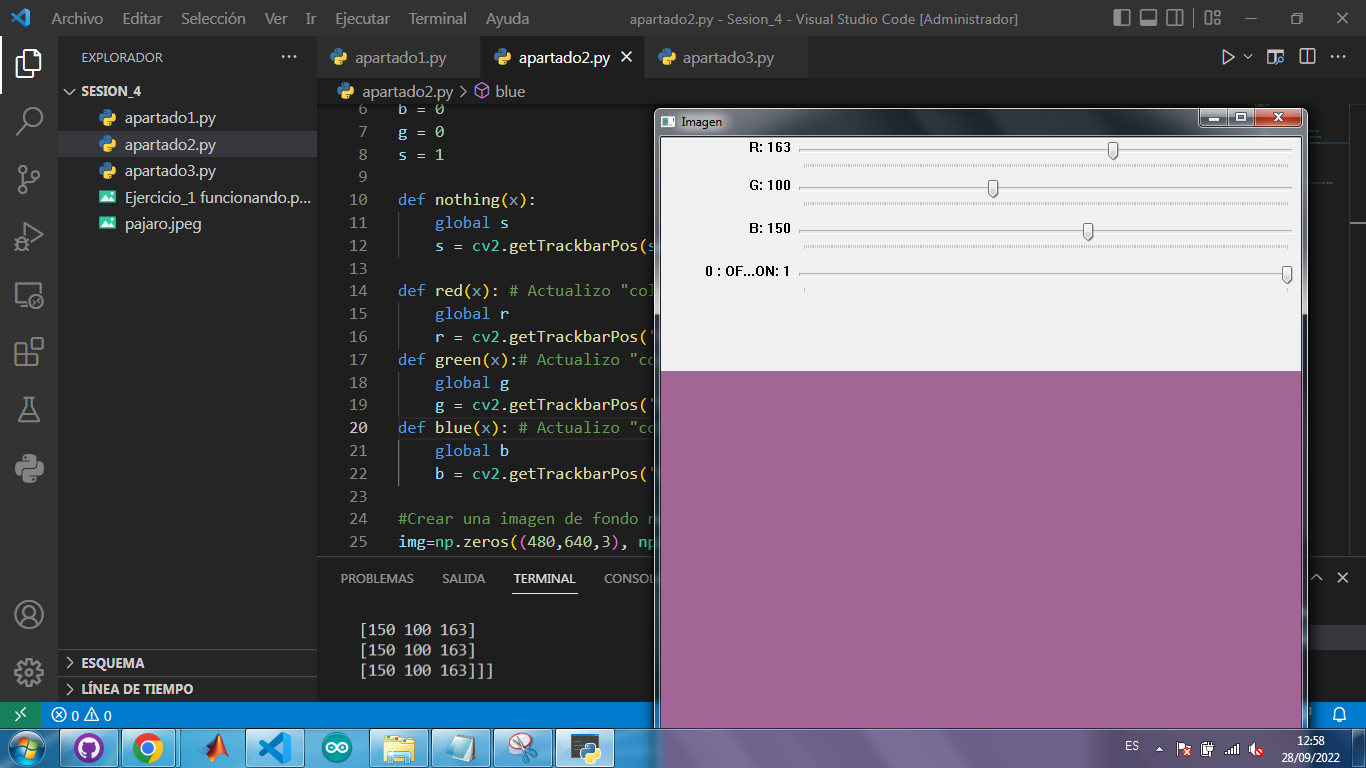 Archivo Editar Selección Ver Ir Ejecutar Terminal Ayuda
apartado2.py - Sesion_4 - Visual Studio Code [Administrador]
EXPLORADOR
SESION_4
apartado1.py
apartado2.py
apartado3.py
Ejercicio_1 funcionando.p...
pajaro.jpeg
ESQUEMA
LÍNEA DE TIEMPO
apartado1.py apartado2.py apartado3.py
apartado2.py > blue
6 b = 0
7 g = 0
8 s = 1
9
10 def nothing(x):
11 global s
12 s = cv2.getTrackbarPos(s
13
14 def red(x): # Actualizo "col
15 global r
16 r = cv2.getTrackbarPos('
17 def green(x):# Actualizo "co
18 global g
19 g = cv2.getTrackbarPos('
20 def blue(x): # Actualizo "co
21 global b
22 b = cv2.getTrackbarPos('
23
24 #Crear una imagen de fondo n
25 img=np.zeros((480,640,3), np
PROBLEMAS SALIDA TERMINAL CONSOL
[150 100 163]
[150 100 163]
[150 100 163]]]
Imagen
R: 163
G: 100
B: 150
0 : OF...ON: 1
0 0
ES
12:58
28/09/2022